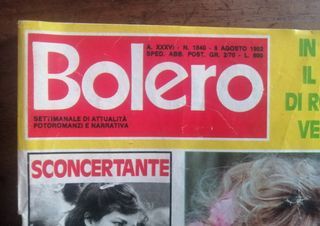 A. XXXVI - N. 1840 - 8 AGOSTO 1982
SPED. ABB. POST. GR. 2/70 - L. 800
Bolero
SETTIMANALE DI ATTUALITÀ
FOTOROMANZI E NARRATIVA
IN
IL
DI
VE
SCONCERTANTE